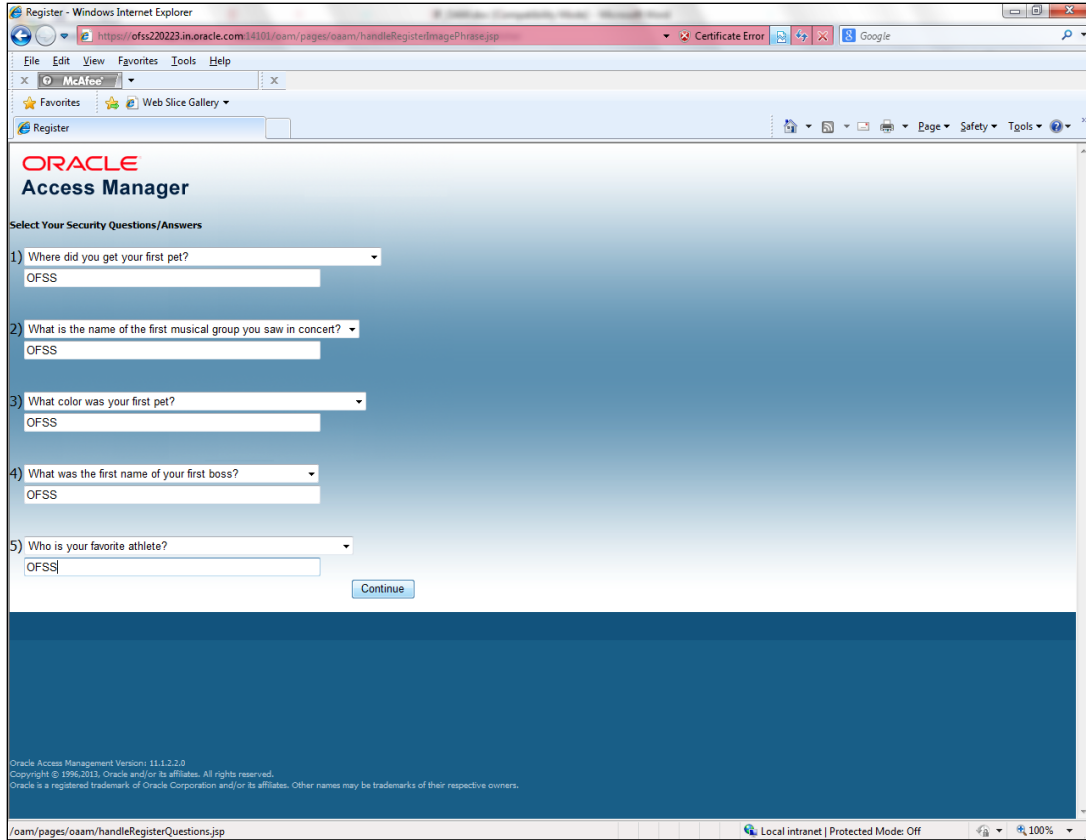 Register - Windows Internet Explorer
https://ofss220223.in.oracle.com:14101/oam/pages/oaam/handleRegisterImagePhrase.jsp
Certificate Error
Google
File Edit View Favorites Tools Help
x McAfee x
Favorites Web Slice Gallery
Register
Page Safety Tools
ORACLE
Access Manager
Select Your Security Questions/Answers
1) Where did you get your first pet?
OFSS
2) What is the name of the first musical group you saw in concert?
OFSS
3) What color was your first pet?
OFSS
4) What was the first name of your first boss?
OFSS
5) Who is your favorite athlete?
OFSS
Continue
Oracle Access Management Version: 11.1.2.2.0
Copyright © 1996,2013, Oracle and/or its affiliates. All rights reserved.
Oracle is a registered trademark of Oracle Corporation and/or its affiliates. Other names may be trademarks of their respective owners.
/oam/pages/oaam/handleRegisterQuestions.jsp
Local intranet | Protected Mode: Off
100%